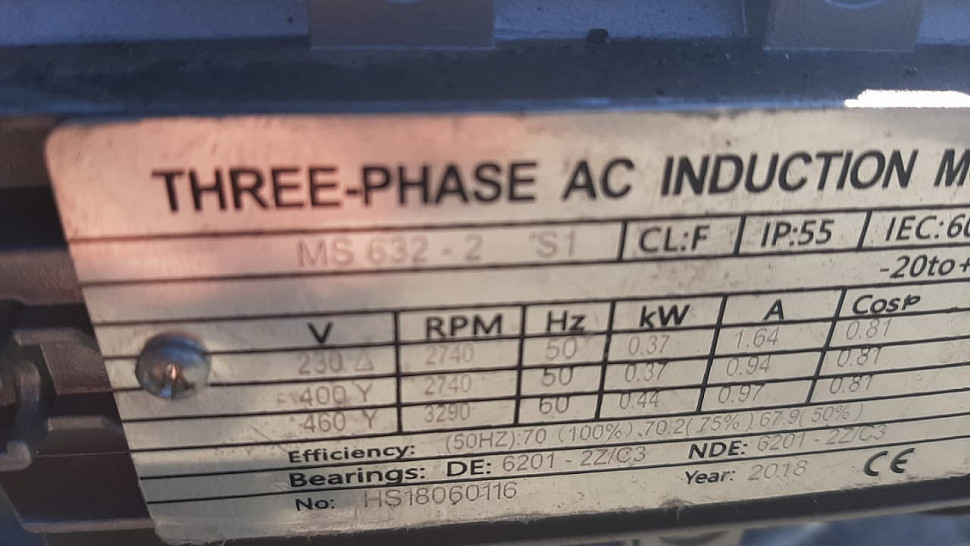 THREE-PHASE AC INDUCTION M
MS 632 - 2 S1 CL:F IP:55 IEC:60
-20to+
V RPM Hz kW A Cosφ
230 Δ 2740 50 0.37 1.64 0.81
400 Y 2740 50 0.37 0.94 0.81
460 Y 3290 60 0.44 0.97 0.81
Efficiency: (50HZ):70 (100%).70.2(75%)67.9(50%)
Bearings: DE: 6201 - 2Z/C3 NDE: 6201 - 2Z/C3
No: HS18060116 Year: 2018 CE